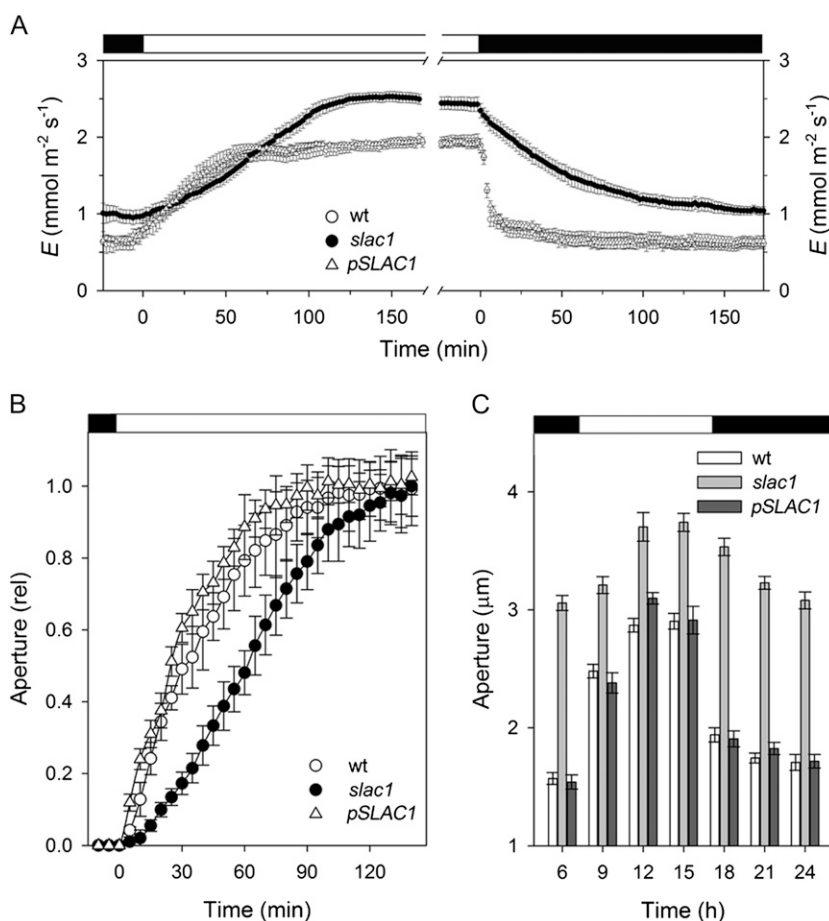 A
3
2
1
0
E (mmol m⁻² s⁻¹)
wt
slac1
pSLAC1
3
2
1
0
E (mmol m⁻² s⁻¹)
0 50 100 150 0 50 100 150
Time (min)
B
1.0
0.8
0.6
0.4
0.2
0.0
Aperture (rel)
wt
slac1
pSLAC1
0 30 60 90 120
Time (min)
C
4
3
2
1
Aperture (μm)
wt
slac1
pSLAC1
6 9 12 15 18 21 24
Time (h)